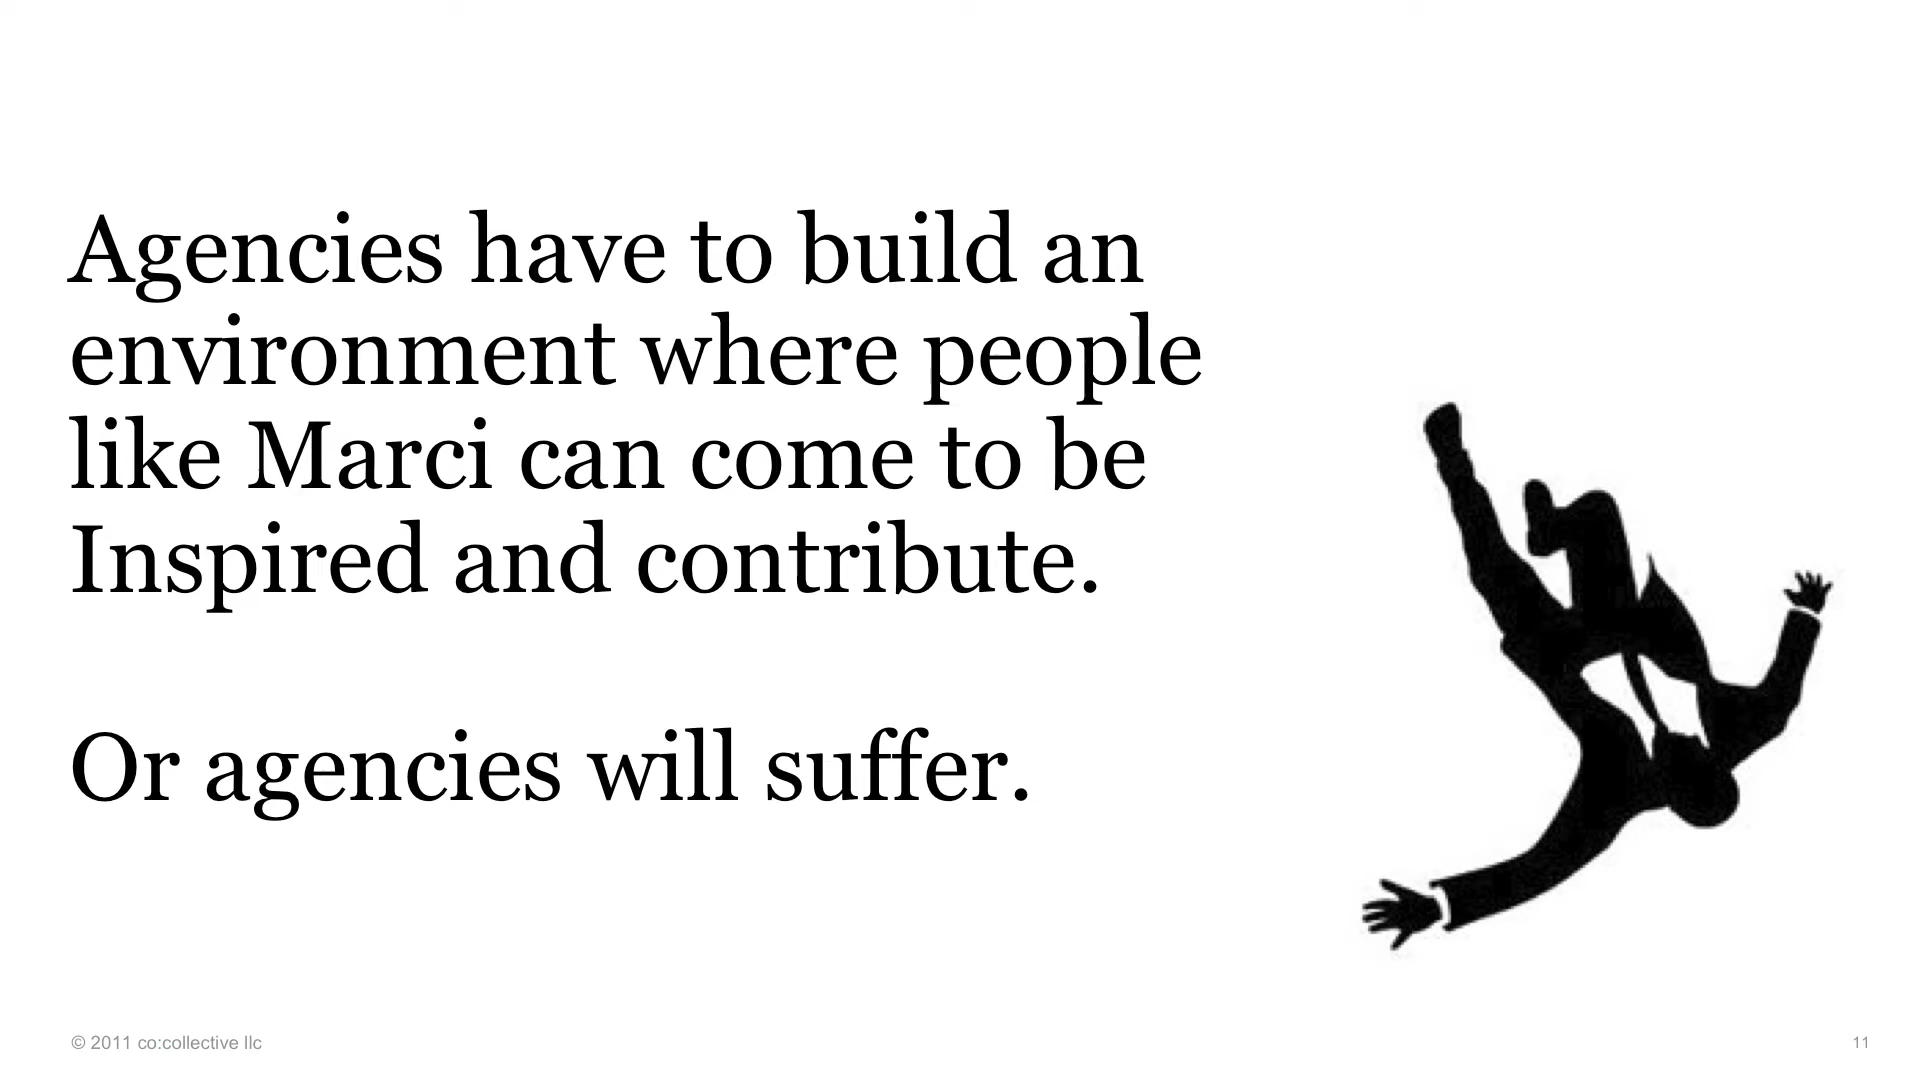 Agencies have to build an
environment where people
like Marci can come to be
Inspired and contribute.
Or agencies will suffer.
© 2011 co:collective llc
11